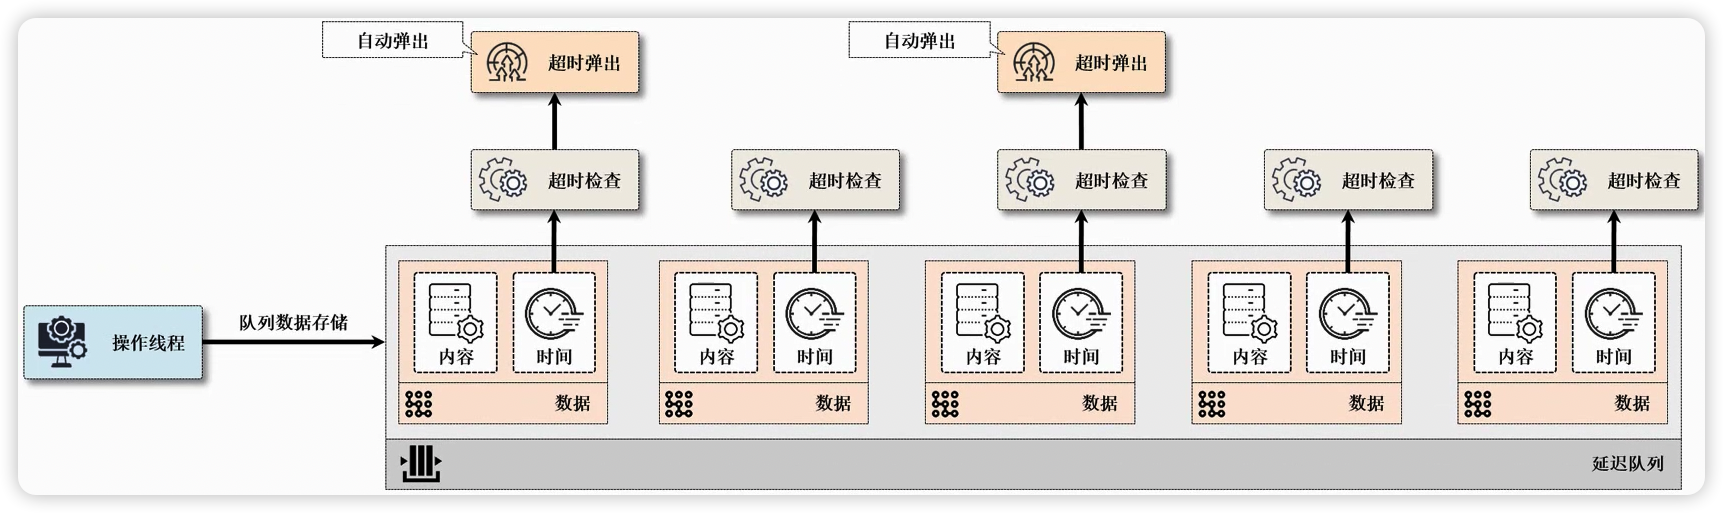 自动弹出
超时弹出
自动弹出
超时弹出
超时检查
超时检查
超时检查
超时检查
超时检查
操作线程
队列数据存储
内容
时间
内容
时间
内容
时间
内容
时间
内容
时间
数据
数据
数据
数据
数据
延迟队列